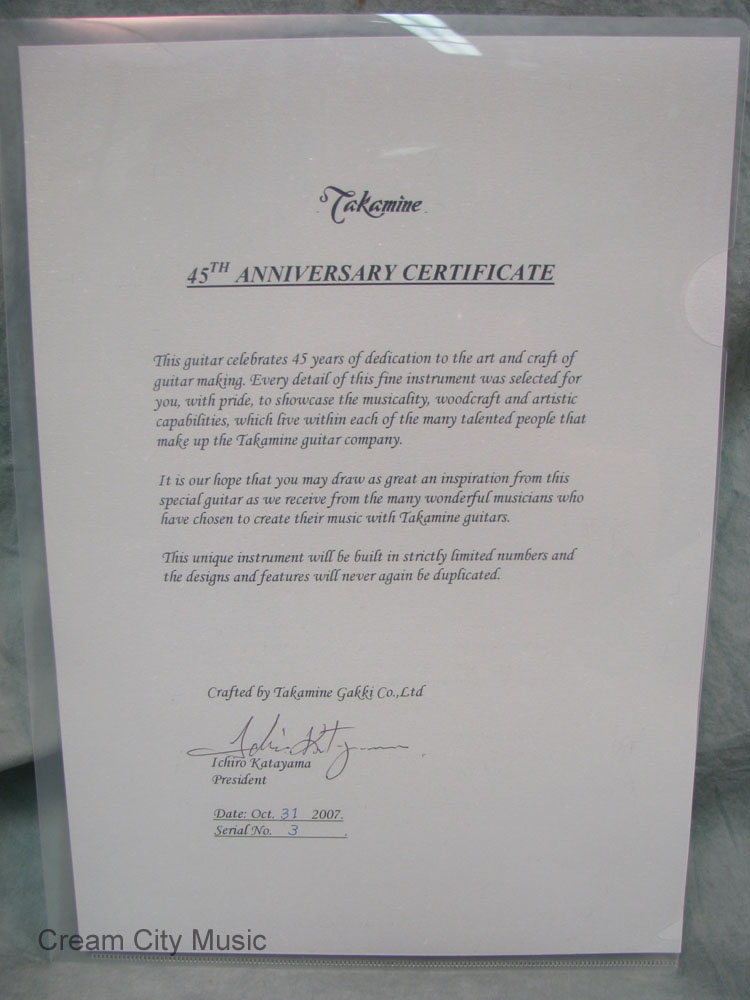 Takamine
45TH ANNIVERSARY CERTIFICATE
This guitar celebrates 45 years of dedication to the art and craft of
guitar making. Every detail of this fine instrument was selected for
you, with pride, to showcase the musicality, woodcraft and artistic
capabilities, which live within each of the many talented people that
make up the Takamine guitar company.
It is our hope that you may draw as great an inspiration from this
special guitar as we receive from the many wonderful musicians who
have chosen to create their music with Takamine guitars.
This unique instrument will be built in strictly limited numbers and
the designs and features will never again be duplicated.
Crafted by Takamine Gakki Co.,Ltd
Ichiro Katayama
President
Date: Oct. 31 2007.
Serial No. 3 .
Cream City Music